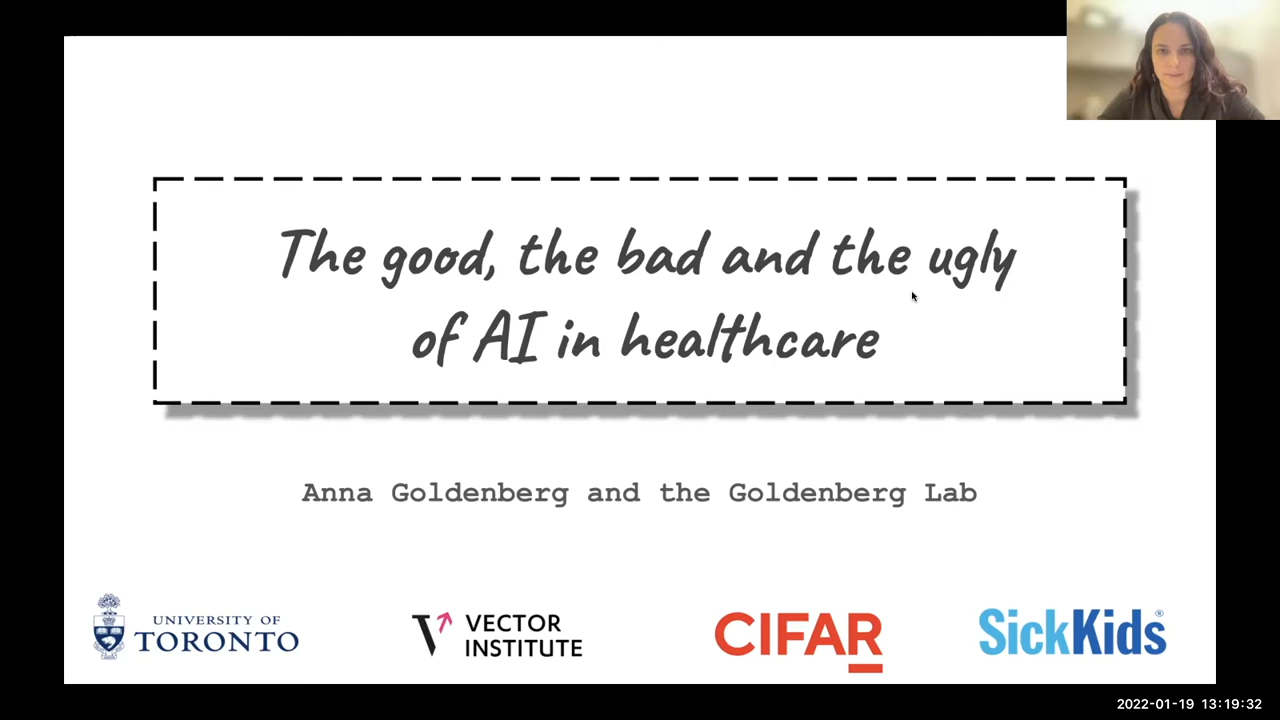 The good, the bad and the ugly
of AI in healthcare
Anna Goldenberg and the Goldenberg Lab
UNIVERSITY OF
TORONTO
VECTOR
INSTITUTE
CIFAR
SickKids®
2022-01-19 13:19:32